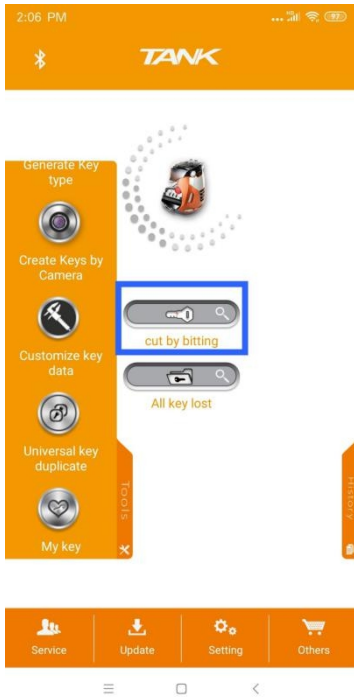 2:06 PM
97
TANK
Generate Key
type
Create Keys by
Camera
Customize key
data
Universal key
duplicate
My key
Tools
cut by bitting
All key lost
History
Service
Update
Setting
Others